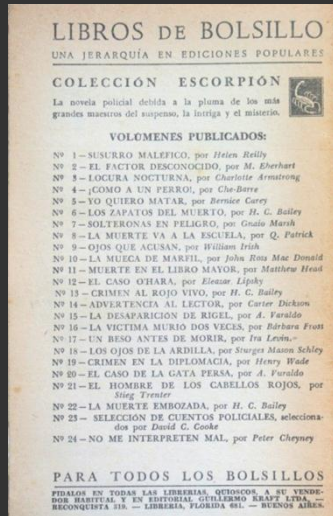 LIBROS DE BOLSILLO
UNA JERARQUÍA EN EDICIONES POPULARES
COLECCIÓN ESCORPIÓN
La novela policial debida a la pluma de los más
grandes maestros del suspenso, la intriga y el misterio.
VOLÚMENES PUBLICADOS:
Nº 1 — SUSURRO MALEFICO, por Helen Reilly
Nº 2 — EL FACTOR DESCONOCIDO, por M. Eberhart
Nº 3 — LOCURA NOCTURNA, por Charlotte Armstrong
Nº 4 — ¡COMO A UN PERRO!, por Che-Barre
Nº 5 — YO QUIERO MATAR, por Bernice Carey
Nº 6 — LOS ZAPATOS DEL MUERTO, por H. C. Bailey
Nº 7 — SOLTERONAS EN PELIGRO, por Gnaio Marsh
Nº 8 — LA MUERTE VA A LA ESCUELA, por Q. Patrick
Nº 9 — OJOS QUE ACUSAN, por William Irish
Nº 10 — LA MUECA DE MARFIL, por John Ross Mac Donald
Nº 11 — MUERTE EN EL LIBRO MAYOR, por Matthew Head
Nº 12 — EL CASO O'HARA, por Eleazar Lipsky
Nº 13 — CRIMEN AL ROJO VIVO, por H. C. Bailey
Nº 14 — ADVERTENCIA AL LECTOR, por Carter Dickson
Nº 15 — LA DESAPARICIÓN DE RIGEL, por A. Varaldo
Nº 16 — LA VICTIMA MURIÓ DOS VECES, por Bárbara Frost
Nº 17 — UN BESO ANTES DE MORIR, por Ira Levin.-
Nº 18 — LOS OJOS DE LA ARDILLA, por Sturges Mason Schley
Nº 19 — CRIMEN EN LA DIPLOMACIA, por Henry Wade
Nº 20 — EL CASO DE LA GATA PERSA, por A. Varaldo
Nº 21 — EL HOMBRE DE LOS CABELLOS ROJOS, por
Stieg Trenter
Nº 22 — LA MUERTE EMBOZADA, por H. C. Bailey
Nº 23 — SELECCIÓN DE CUENTOS POLICIALES, selecciona-
dos por David C. Cooke
Nº 24 — NO ME INTERPRETEN MAL, por Peter Cheyney
PARA TODOS LOS BOLSILLOS
PIDALOS EN TODAS LAS LIBRERIAS, QUIOSCOS, A SU VENDE-
DOR HABITUAL Y EN EDITORIAL GUILLERMO KRAFT LTDA. —
RECONQUISTA 319. — LIBRERIA, FLORIDA 681. — BUENOS AIRES.